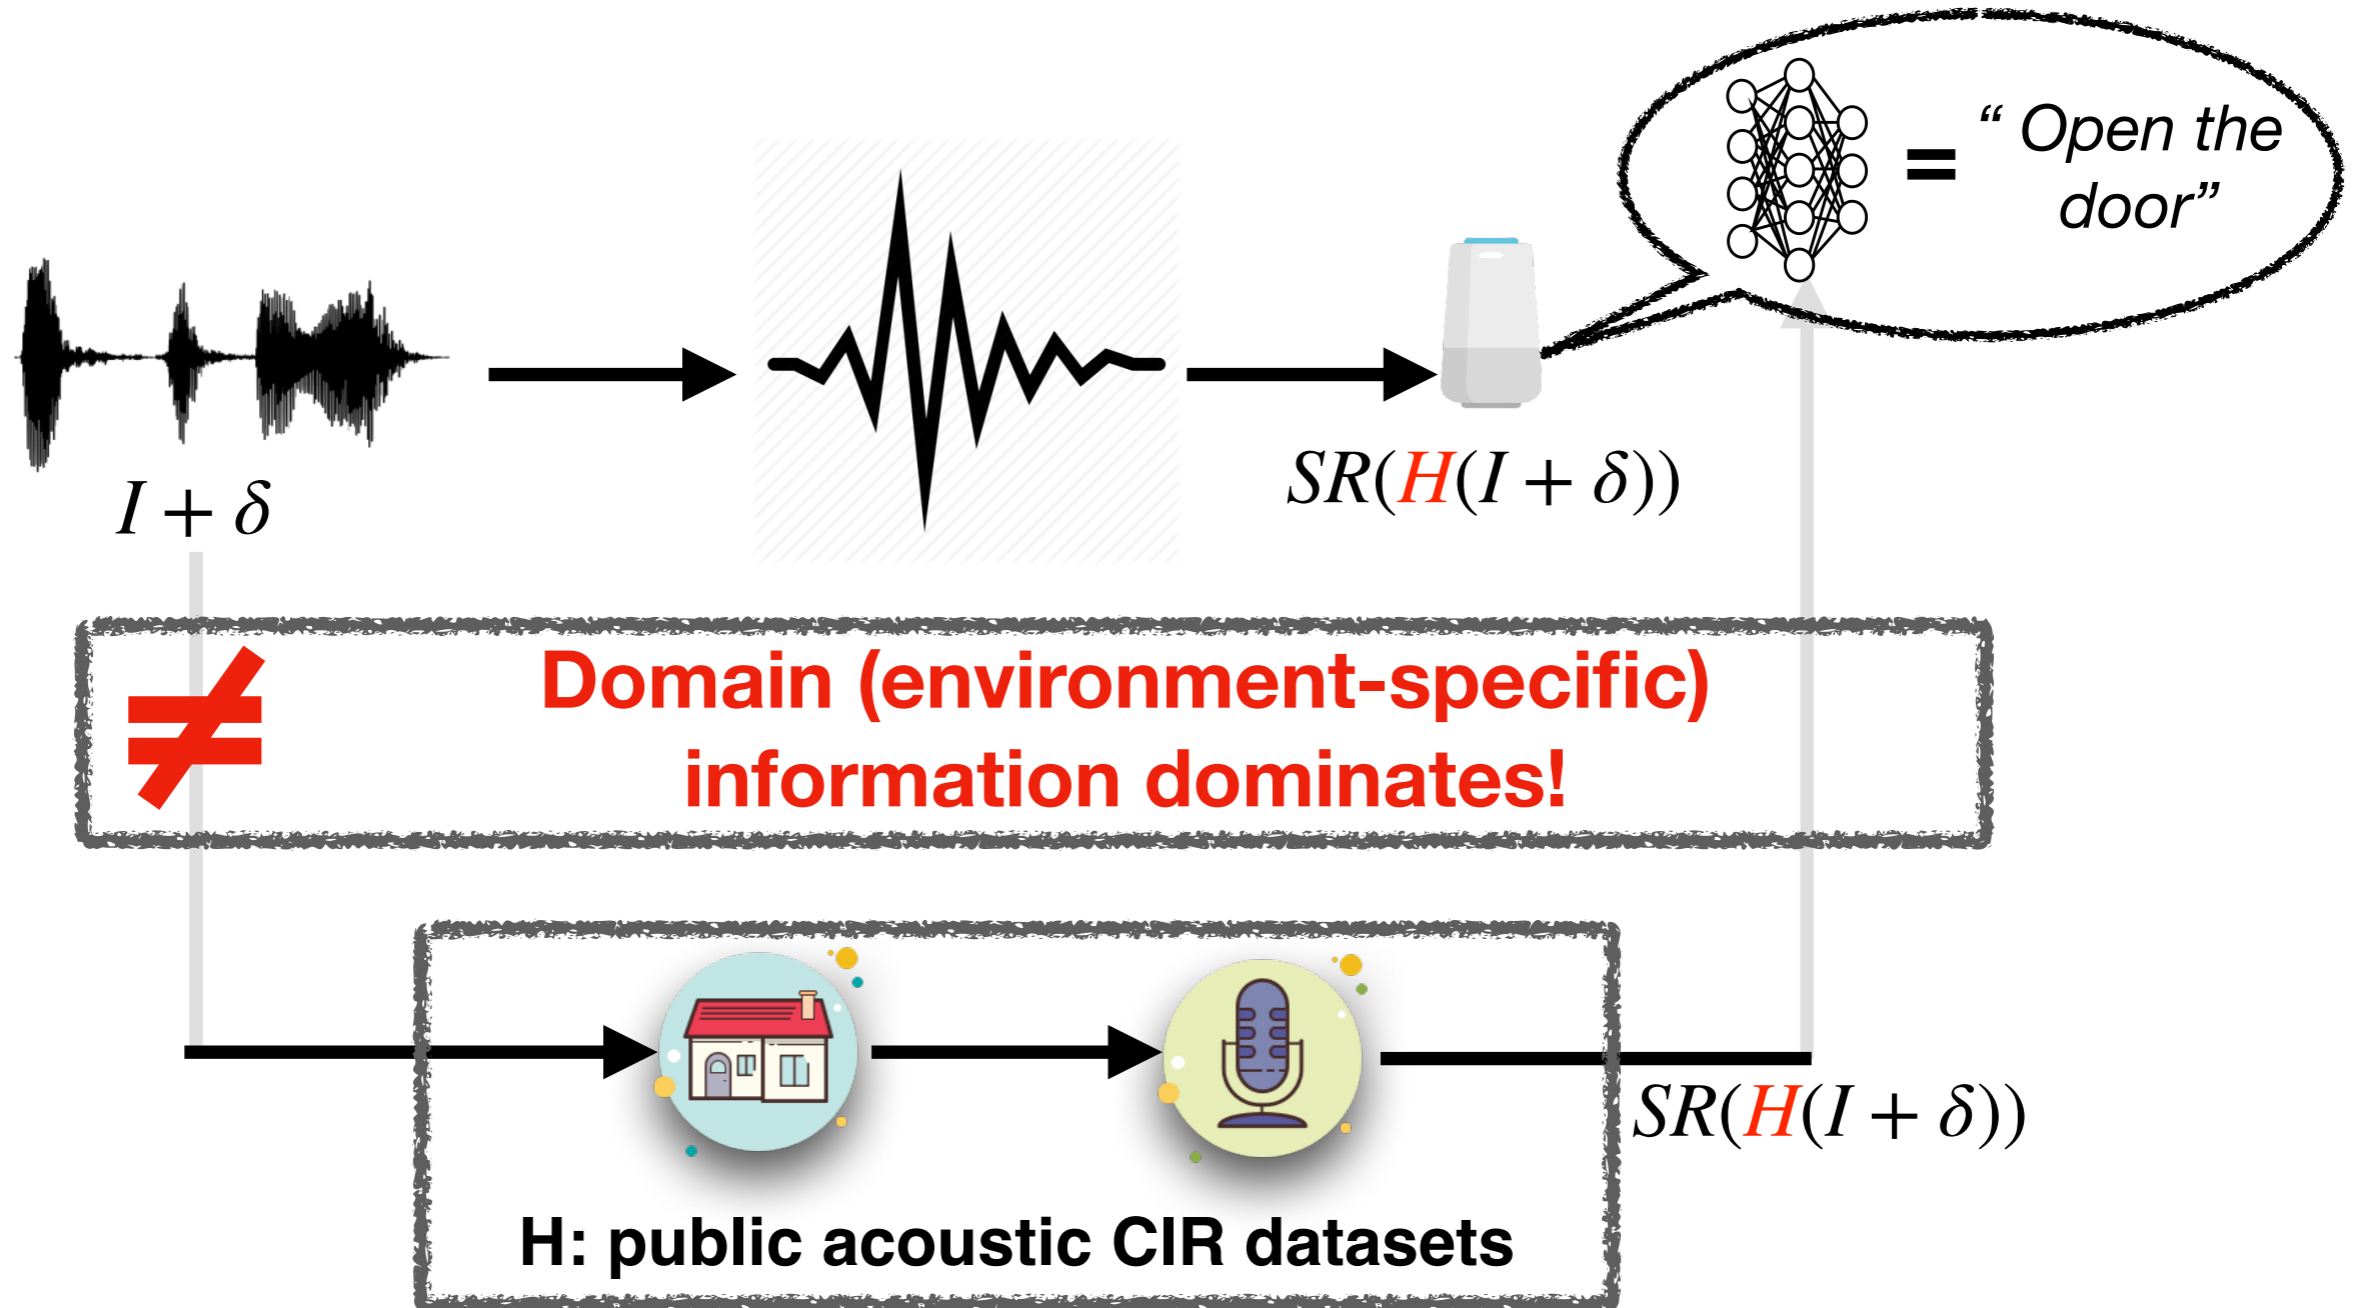 = “ Open the
door”
I + δ
SR(H(I + δ))
≠ Domain (environment-specific)
information dominates!
SR(H(I + δ))
H: public acoustic CIR datasets